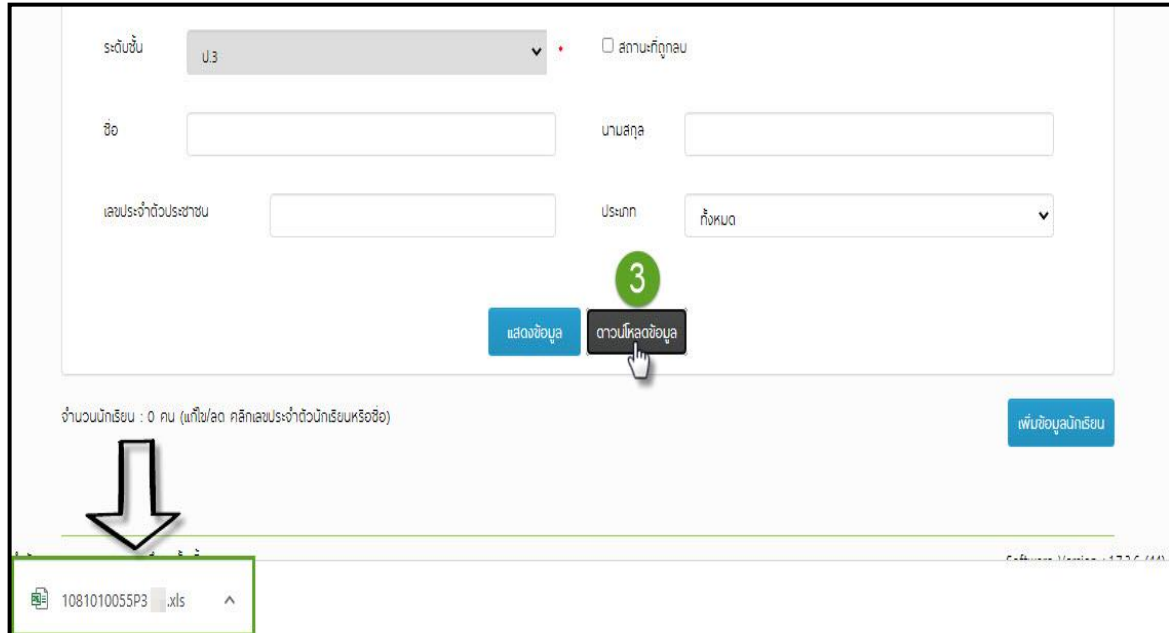 ระดับชั้น ป.3 * สถานะที่ถูกลบ
ชื่อ นามสกุล
เลขประจำตัวประชาชน ประเภท ทั้งหมด
3
แสดงข้อมูล ดาวน์โหลดข้อมูล
จำนวนนักเรียน : 0 คน (แก้ไข/ลด คลิกเลขประจำตัวนักเรียนหรือชื่อ)
เพิ่มข้อมูลนักเรียน
Software Version : 17.3.6 (44)
1081010055P3 .xls